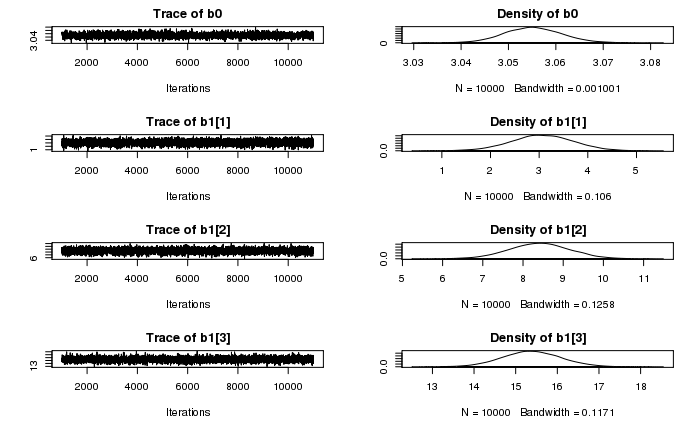 Trace of b0
3.04
2000 4000 6000 8000 10000
Iterations
Density of b0
0
3.03 3.04 3.05 3.06 3.07 3.08
N = 10000 Bandwidth = 0.001001
Trace of b1[1]
1
2000 4000 6000 8000 10000
Iterations
Density of b1[1]
0.0
1 2 3 4 5
N = 10000 Bandwidth = 0.106
Trace of b1[2]
6
2000 4000 6000 8000 10000
Iterations
Density of b1[2]
0.0
5 6 7 8 9 10 11
N = 10000 Bandwidth = 0.1258
Trace of b1[3]
13
2000 4000 6000 8000 10000
Iterations
Density of b1[3]
0.0
13 14 15 16 17 18
N = 10000 Bandwidth = 0.1171